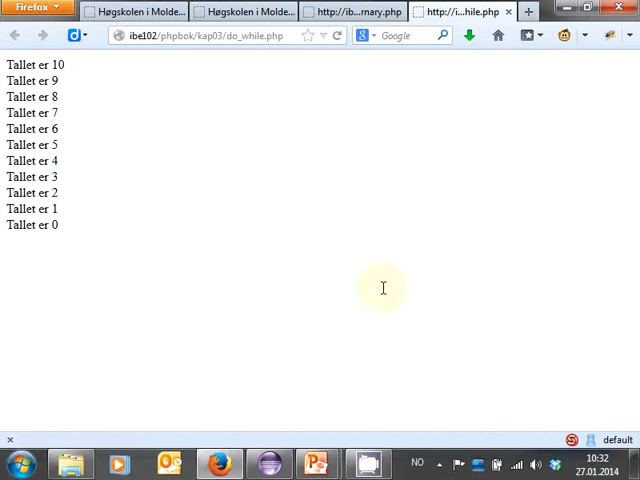 Firefox
Høgskolen i Molde...
Høgskolen i Molde...
http://ib...rnary.php
http://i...hile.php
ibe102/phpbok/kap03/do_while.php
Google
Tallet er 10
Tallet er 9
Tallet er 8
Tallet er 7
Tallet er 6
Tallet er 5
Tallet er 4
Tallet er 3
Tallet er 2
Tallet er 1
Tallet er 0
default
NO
10:32
27.01.2014